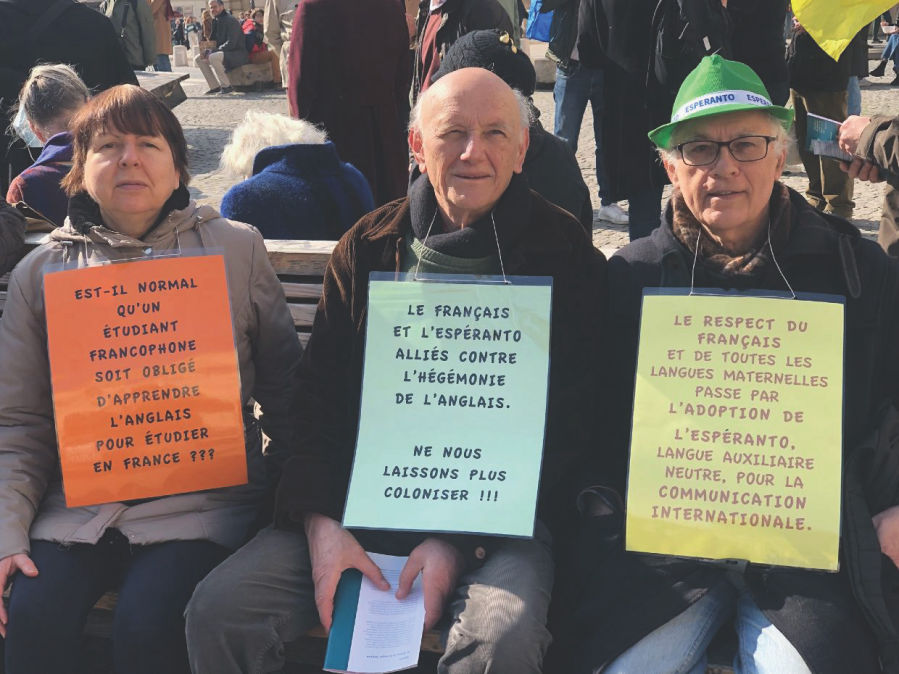 EST-IL NORMAL
QU'UN
ÉTUDIANT
FRANCOPHONE
SOIT OBLIGÉ
D'APPRENDRE
L'ANGLAIS
POUR ÉTUDIER
EN FRANCE ???
LE FRANÇAIS
ET L'ESPÉRANTO
ALLIÉS CONTRE
L'HÉGÉMONIE
DE L'ANGLAIS.
NE NOUS
LAISSONS PLUS
COLONISER !!!
ESPERANTO ESPER
LE RESPECT DU
FRANÇAIS
ET DE TOUTES LES
LANGUES MATERNELLES
PASSE PAR
L'ADOPTION DE
L'ESPÉRANTO,
LANGUE AUXILIAIRE
NEUTRE, POUR LA
COMMUNICATION
INTERNATIONALE.